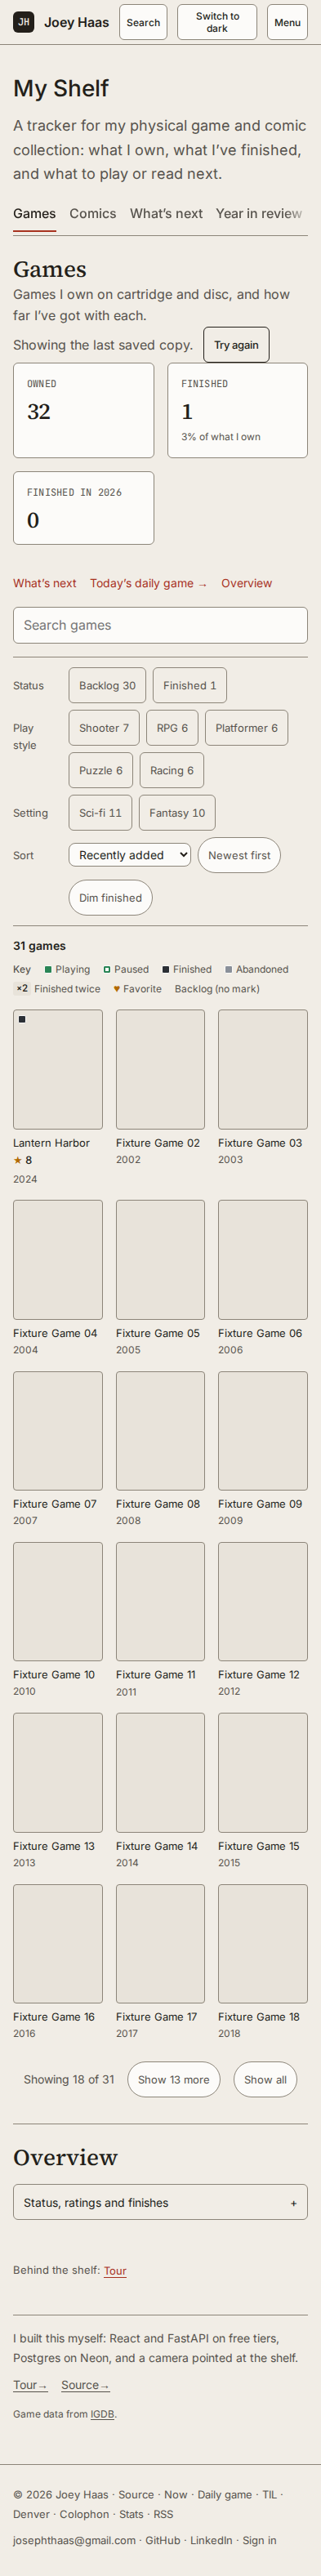 JH Joey Haas Search Switch to dark Menu
My Shelf
A tracker for my physical game and comic
collection: what I own, what I've finished,
and what to play or read next.
Games Comics What's next Year in review
Games
Games I own on cartridge and disc, and how
far I've got with each.
Showing the last saved copy. Try again
OWNED FINISHED
32 1
3% of what I own
FINISHED IN 2026
0
What's next Today's daily game → Overview
Search games
Status Backlog 30 Finished 1
Play style Shooter 7 RPG 6 Platformer 6
Puzzle 6 Racing 6
Setting Sci-fi 11 Fantasy 10
Sort Recently added Newest first
Dim finished
31 games
Key Playing Paused Finished Abandoned
×2 Finished twice ♥ Favorite Backlog (no mark)
Lantern Harbor Fixture Game 02 Fixture Game 03
★ 8 2002 2003
2024
Fixture Game 04 Fixture Game 05 Fixture Game 06
2004 2005 2006
Fixture Game 07 Fixture Game 08 Fixture Game 09
2007 2008 2009
Fixture Game 10 Fixture Game 11 Fixture Game 12
2010 2011 2012
Fixture Game 13 Fixture Game 14 Fixture Game 15
2013 2014 2015
Fixture Game 16 Fixture Game 17 Fixture Game 18
2016 2017 2018
Showing 18 of 31 Show 13 more Show all
Overview
Status, ratings and finishes +
Behind the shelf: Tour
I built this myself: React and FastAPI on free tiers,
Postgres on Neon, and a camera pointed at the shelf.
Tour→ Source→
Game data from IGDB.
© 2026 Joey Haas · Source · Now · Daily game · TIL ·
Denver · Colophon · Stats · RSS
josephthaas@gmail.com · GitHub · LinkedIn · Sign in